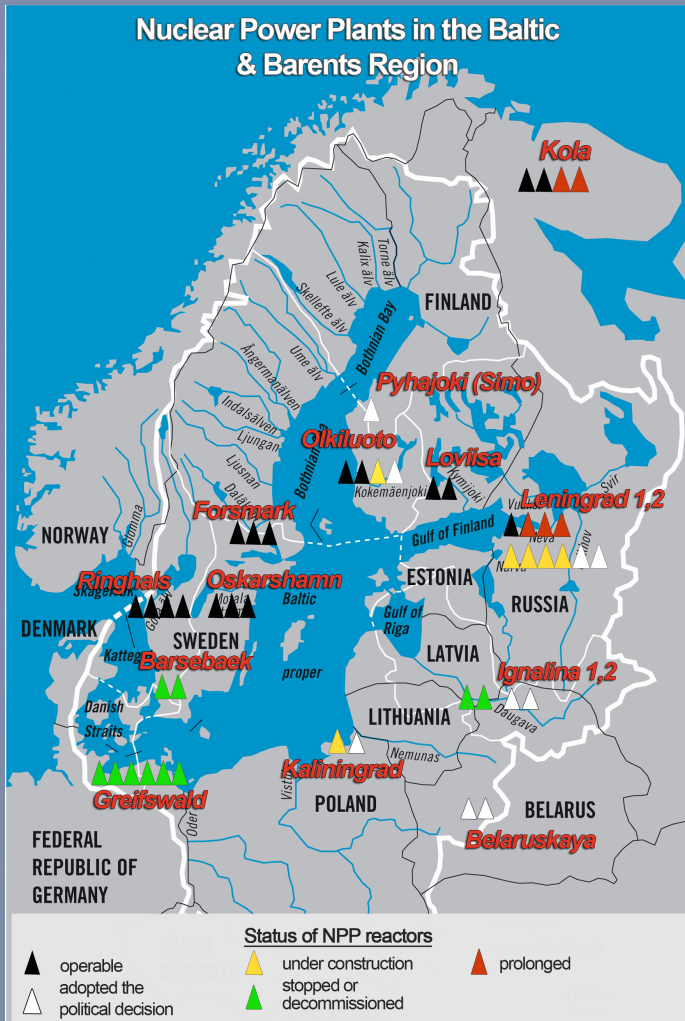 Nuclear Power Plants in the Baltic
& Barents Region
Kola
Torne älv
Kalix älv
Lule älv
Skellefte älv
FINLAND
Bothnian Bay
Ume älv
Ångermanälven
Pyhajoki (Simo)
Indalsälven
Ljungan
Olkiluoto
Loviisa
Ljusnan
Kokemäenjoki
Kymijoki
Svir
Leningrad 1,2
Forsmark
Neva
NORWAY
Glomma
Gulf of Finland
Narva
Ringhals
Oskarshamn
ESTONIA
Baltic
RUSSIA
DENMARK
SWEDEN
Gulf of
Riga
Barsebaek
LATVIA
proper
Ignalina 1,2
Danish
Straits
LITHUANIA
Daugava
Nemunas
Kaliningrad
Greifswald
Oder
POLAND
BELARUS
Belaruskaya
FEDERAL
REPUBLIC OF
GERMANY
Status of NPP reactors
operable
under construction
prolonged
adopted the
political decision
stopped or
decommissioned